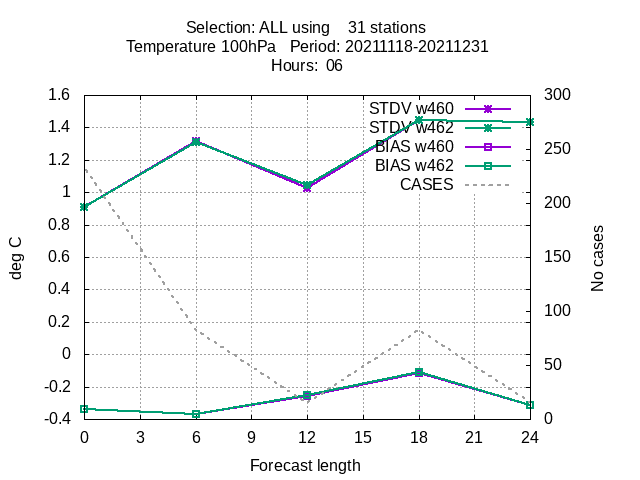 Selection: ALL using 31 stations
Temperature 100hPa Period: 20211118-20211231
Hours: 06
1.6
1.4
1.2
1
0.8
0.6
0.4
0.2
0
-0.2
-0.4
deg C
STDV w460
STDV w462
BIAS w460
BIAS w462
CASES
300
250
200
150
100
50
0
No cases
0 3 6 9 12 15 18 21 24
Forecast length